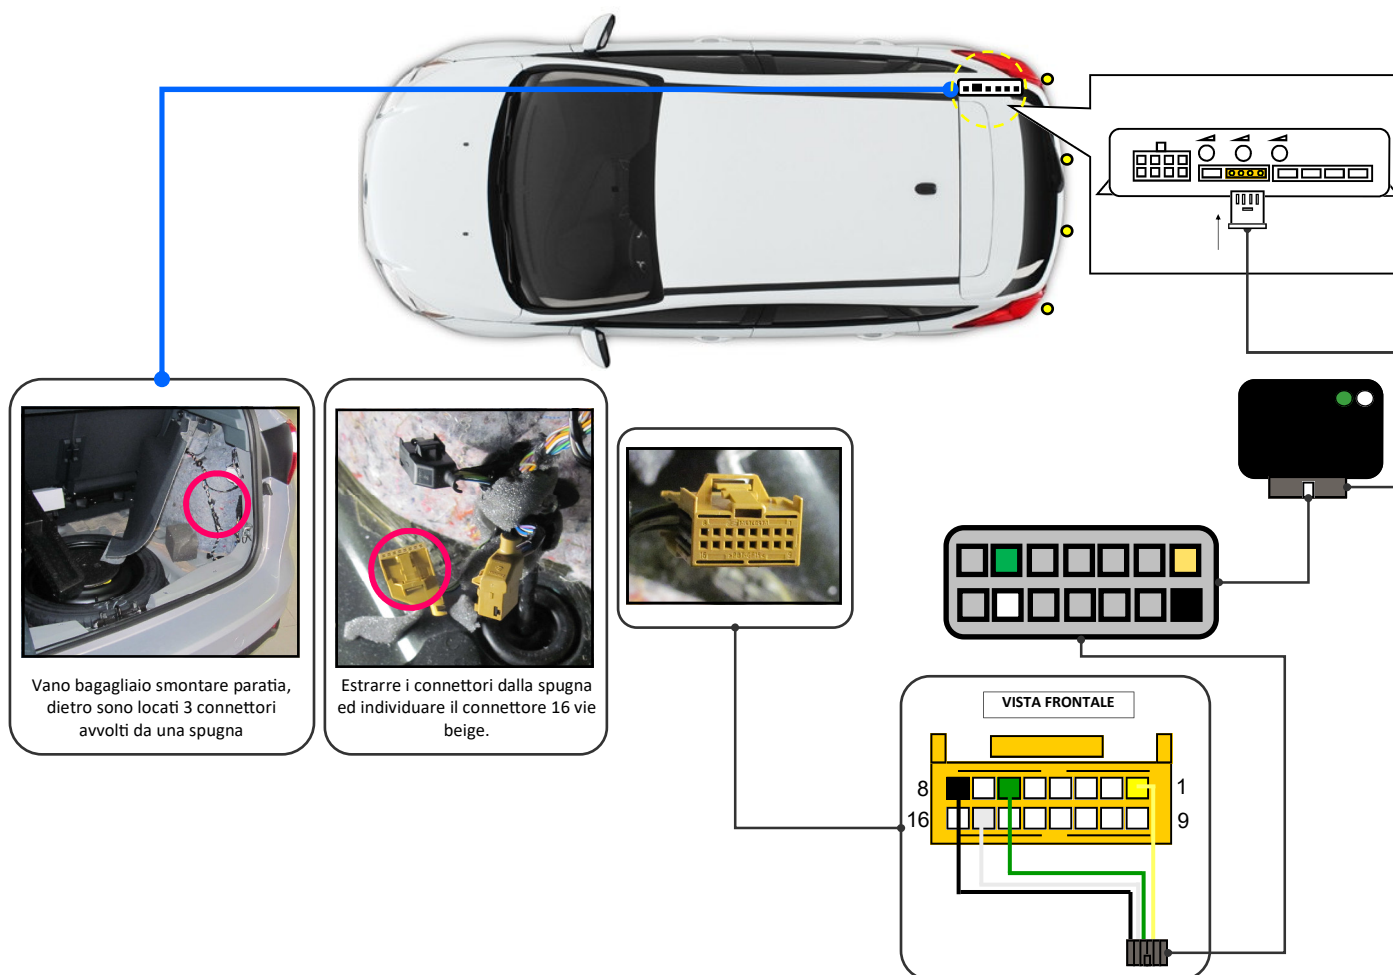 Vano bagagliaio smontare paratia,
dietro sono locati 3 connettori
avvolti da una spugna
Estrarre i connettori dalla spugna
ed individuare il connettore 16 vie
beige.
VISTA FRONTALE
8
1
16
9